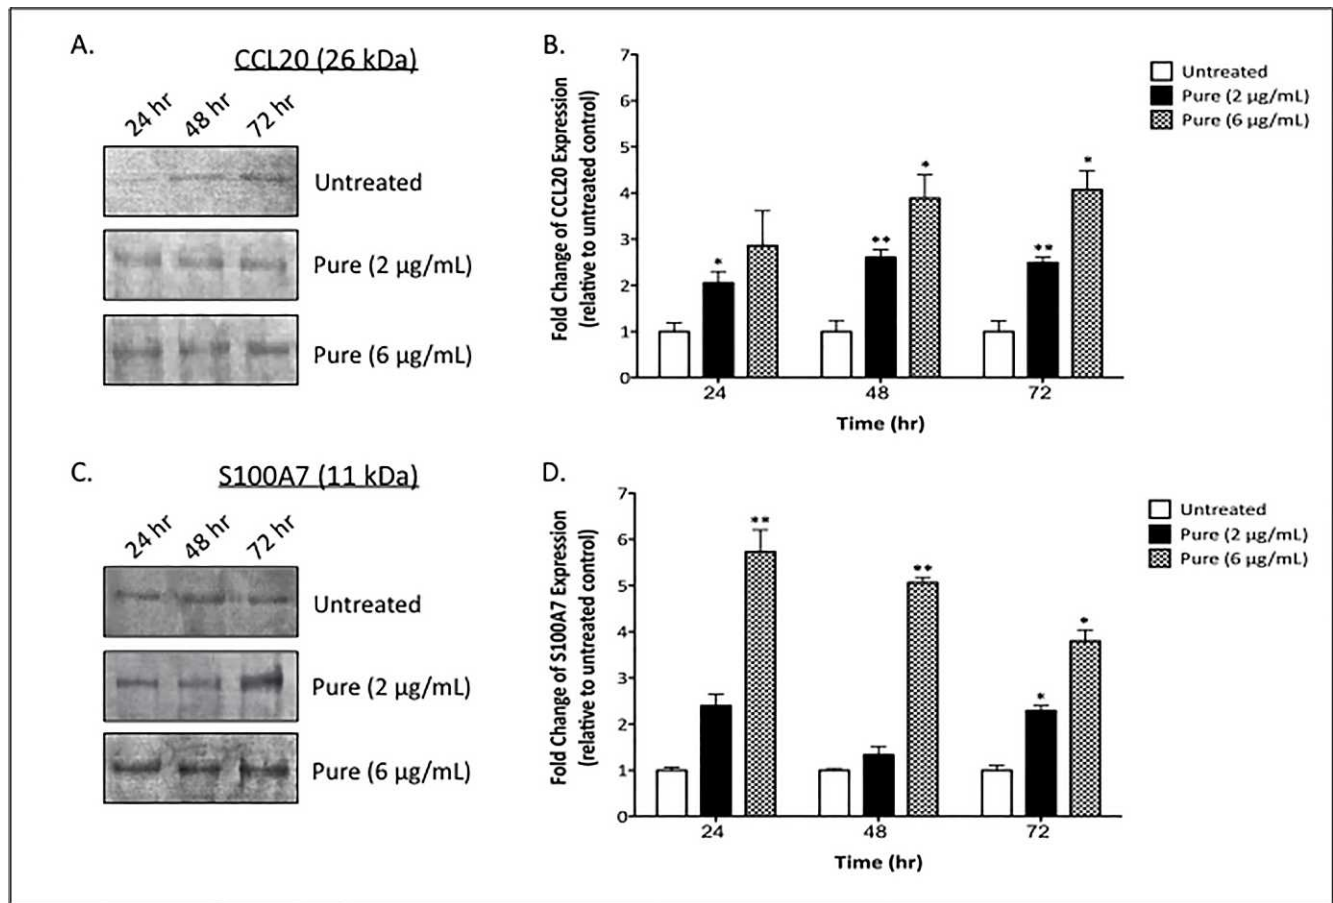 A.
CCL20 (26 kDa)
24 hr 48 hr 72 hr
Untreated
Pure (2 µg/mL)
Pure (6 µg/mL)
B.
Fold Change of CCL20 Expression
(relative to untreated control)
7
6
5
4
3
2
1
0
*
**
*
**
*
24 48 72
Time (hr)
Untreated
Pure (2 µg/mL)
Pure (6 µg/mL)
C.
S100A7 (11 kDa)
24 hr 48 hr 72 hr
Untreated
Pure (2 µg/mL)
Pure (6 µg/mL)
D.
Fold Change of S100A7 Expression
(relative to untreated control)
7
6
5
4
3
2
1
0
**
**
*
*
24 48 72
Time (hr)
Untreated
Pure (2 µg/mL)
Pure (6 µg/mL)